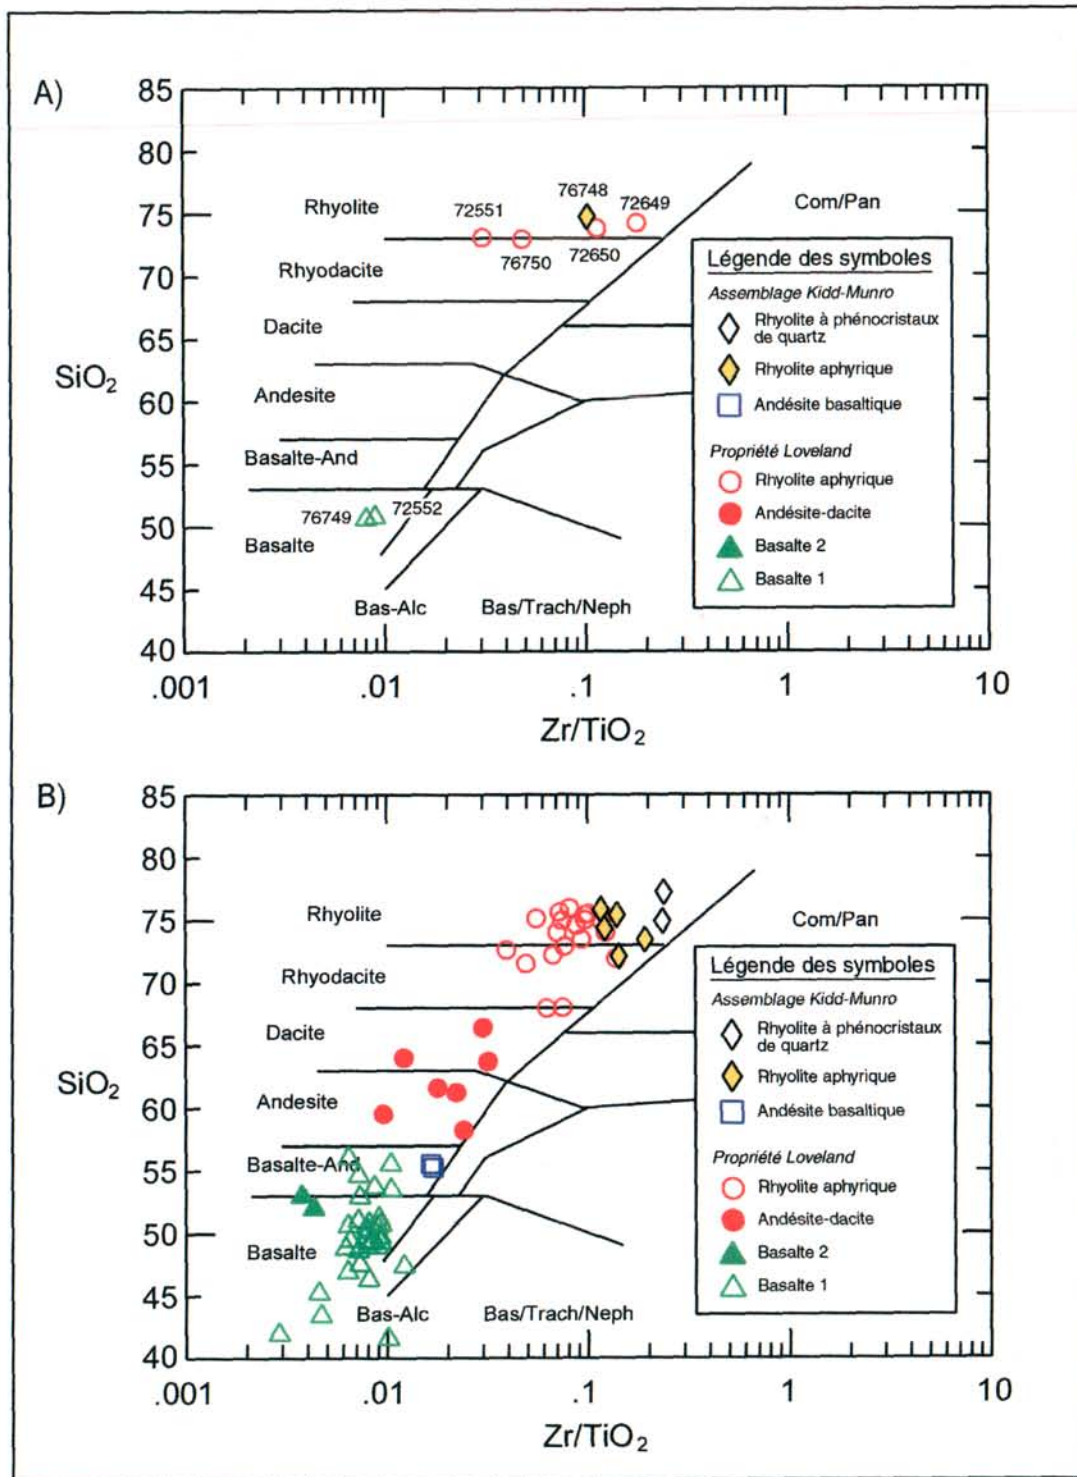 A)
85
80
75
70
65
60
55
50
45
40
SiO2
Rhyolite
Rhyodacite
Dacite
Andesite
Basalte-And
Basalte
Bas-Alc
Bas/Trach/Neph
Com/Pan
72551
76750
76748
72650
72649
76749
72552
Légende des symboles
Assemblage Kidd-Munro
Rhyolite à phénocristaux
de quartz
Rhyolite aphyrique
Andésite basaltique
Propriété Loveland
Rhyolite aphyrique
Andésite-dacite
Basalte 2
Basalte 1
.001 .01 .1 1 10
Zr/TiO2
B)
85
80
75
70
65
60
55
50
45
40
SiO2
Rhyolite
Rhyodacite
Dacite
Andesite
Basalte-And
Basalte
Bas-Alc
Bas/Trach/Neph
Com/Pan
Légende des symboles
Assemblage Kidd-Munro
Rhyolite à phénocristaux
de quartz
Rhyolite aphyrique
Andésite basaltique
Propriété Loveland
Rhyolite aphyrique
Andésite-dacite
Basalte 2
Basalte 1
.001 .01 .1 1 10
Zr/TiO2